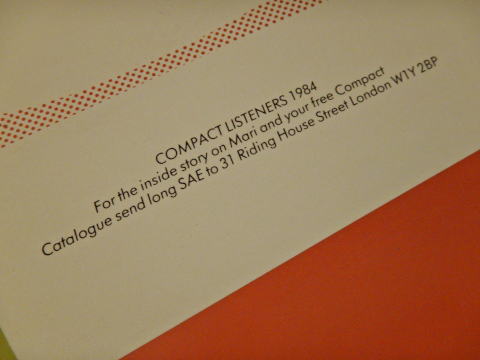 COMPACT LISTENERS 1984
For the inside story on Mari and your free Compact
Catalogue send long SAE to 31 Riding House Street London W1Y 2BP